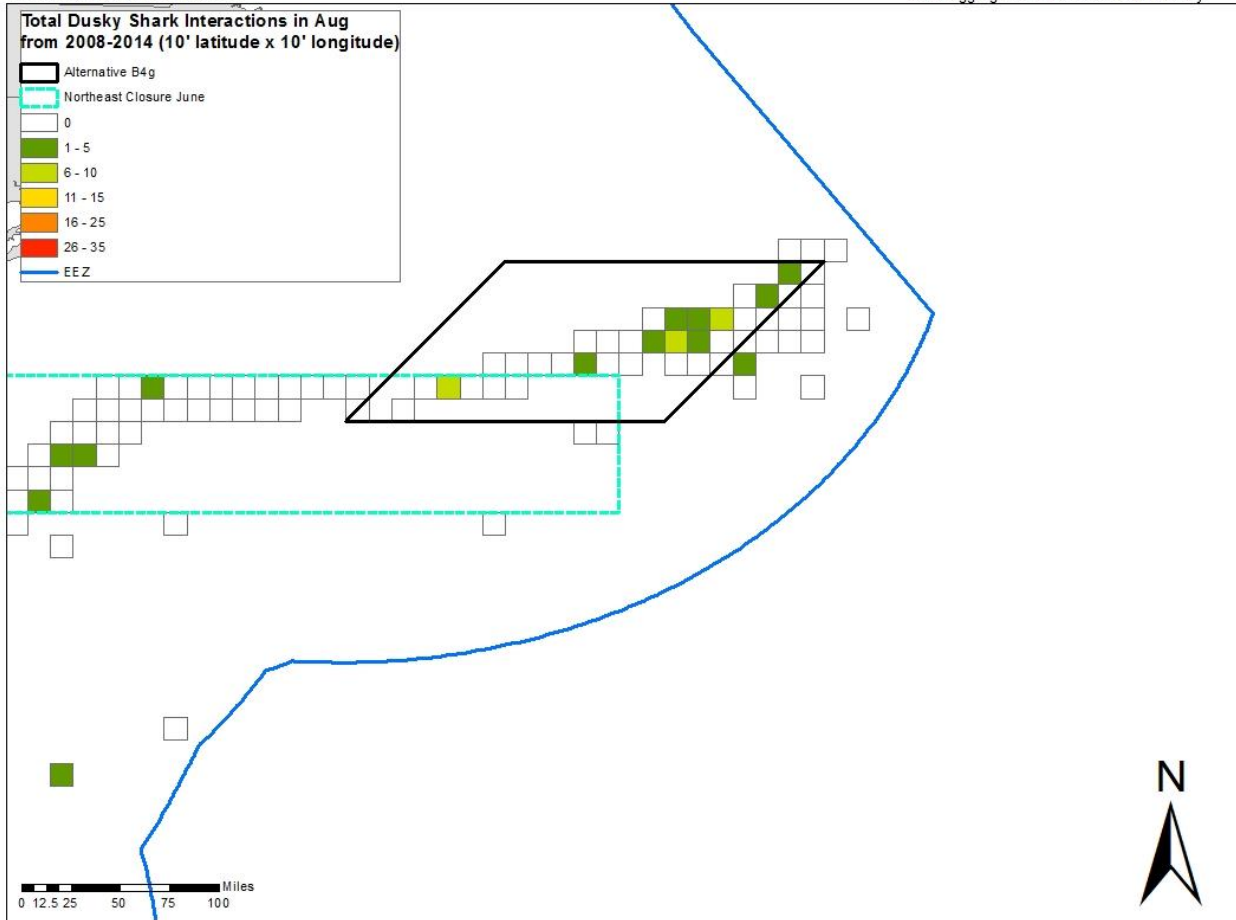 Total Dusky Shark Interactions in Aug
from 2008-2014 (10' latitude x 10' longitude)
Alternative B4g
Northeast Closure June
0
1 - 5
6 - 10
11 - 15
16 - 25
26 - 35
EEZ
N
Miles
0 12.5 25 50 75 100